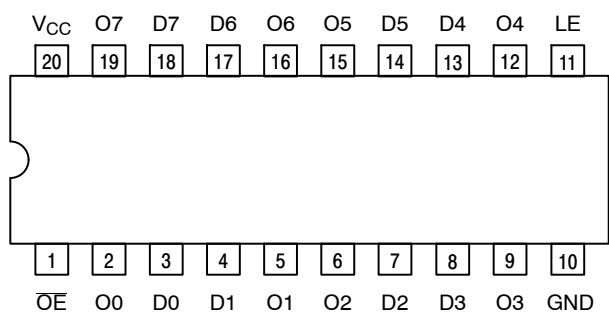 VCC O7 D7 D6 O6 O5 D5 D4 O4 LE
20 19 18 17 16 15 14 13 12 11
1 2 3 4 5 6 7 8 9 10
O̅E̅ O0 D0 D1 O1 O2 D2 D3 O3 GND